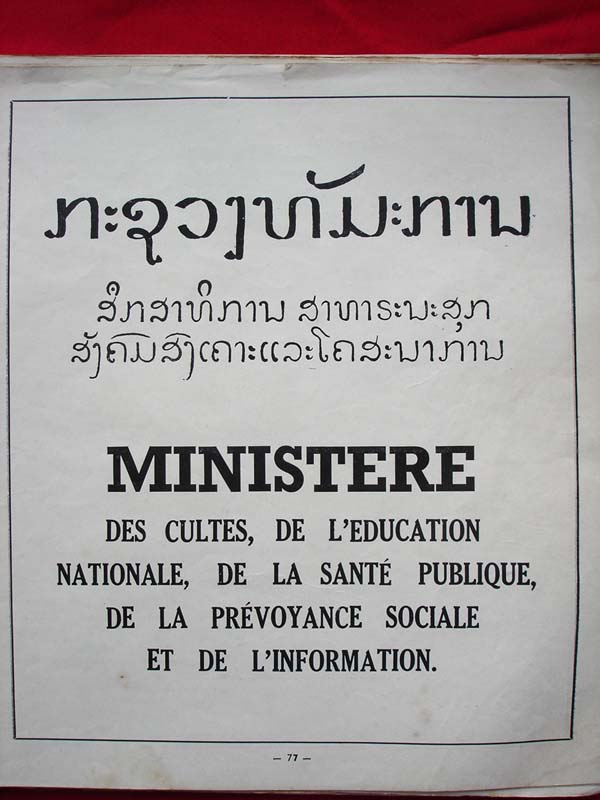 ກະຊວງທັມະການ
ສຶກສາທິການ ສາທາຣະນະສຸກ
ສັງຄົມສົງເຄາະແລະໂຄສະນາການ
MINISTERE
DES CULTES, DE L'EDUCATION
NATIONALE, DE LA SANTÉ PUBLIQUE,
DE LA PRÉVOYANCE SOCIALE
ET DE L'INFORMATION.
— 77 —